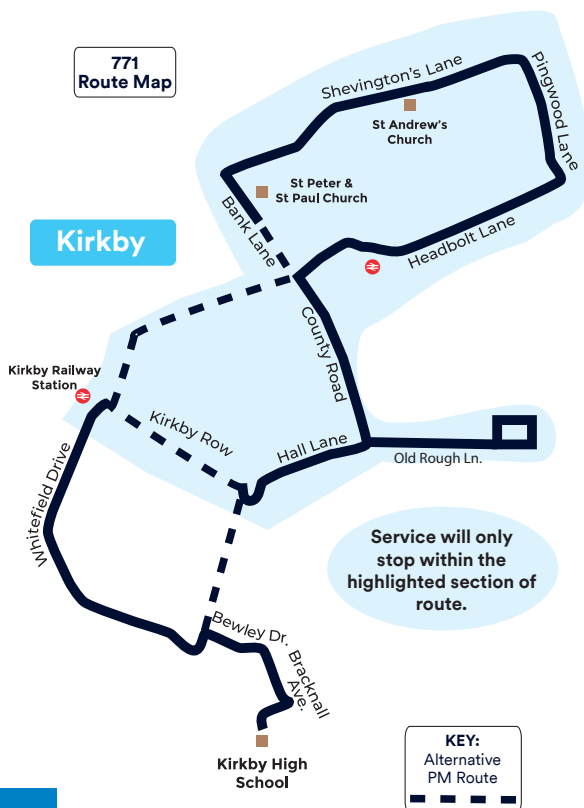 771
Route Map
Shevington's Lane
Pingwood Lane
St Andrew's
Church
St Peter &
St Paul Church
Bank Lane
Kirkby
Headbolt Lane
County Road
Kirkby Railway
Station
Kirkby Row
Hall Lane
Old Rough Ln.
Whitefield Drive
Service will only
stop within the
highlighted section of
route.
Bewley Dr.
Bracknall
Ave.
Kirkby High
School
KEY:
Alternative
PM Route